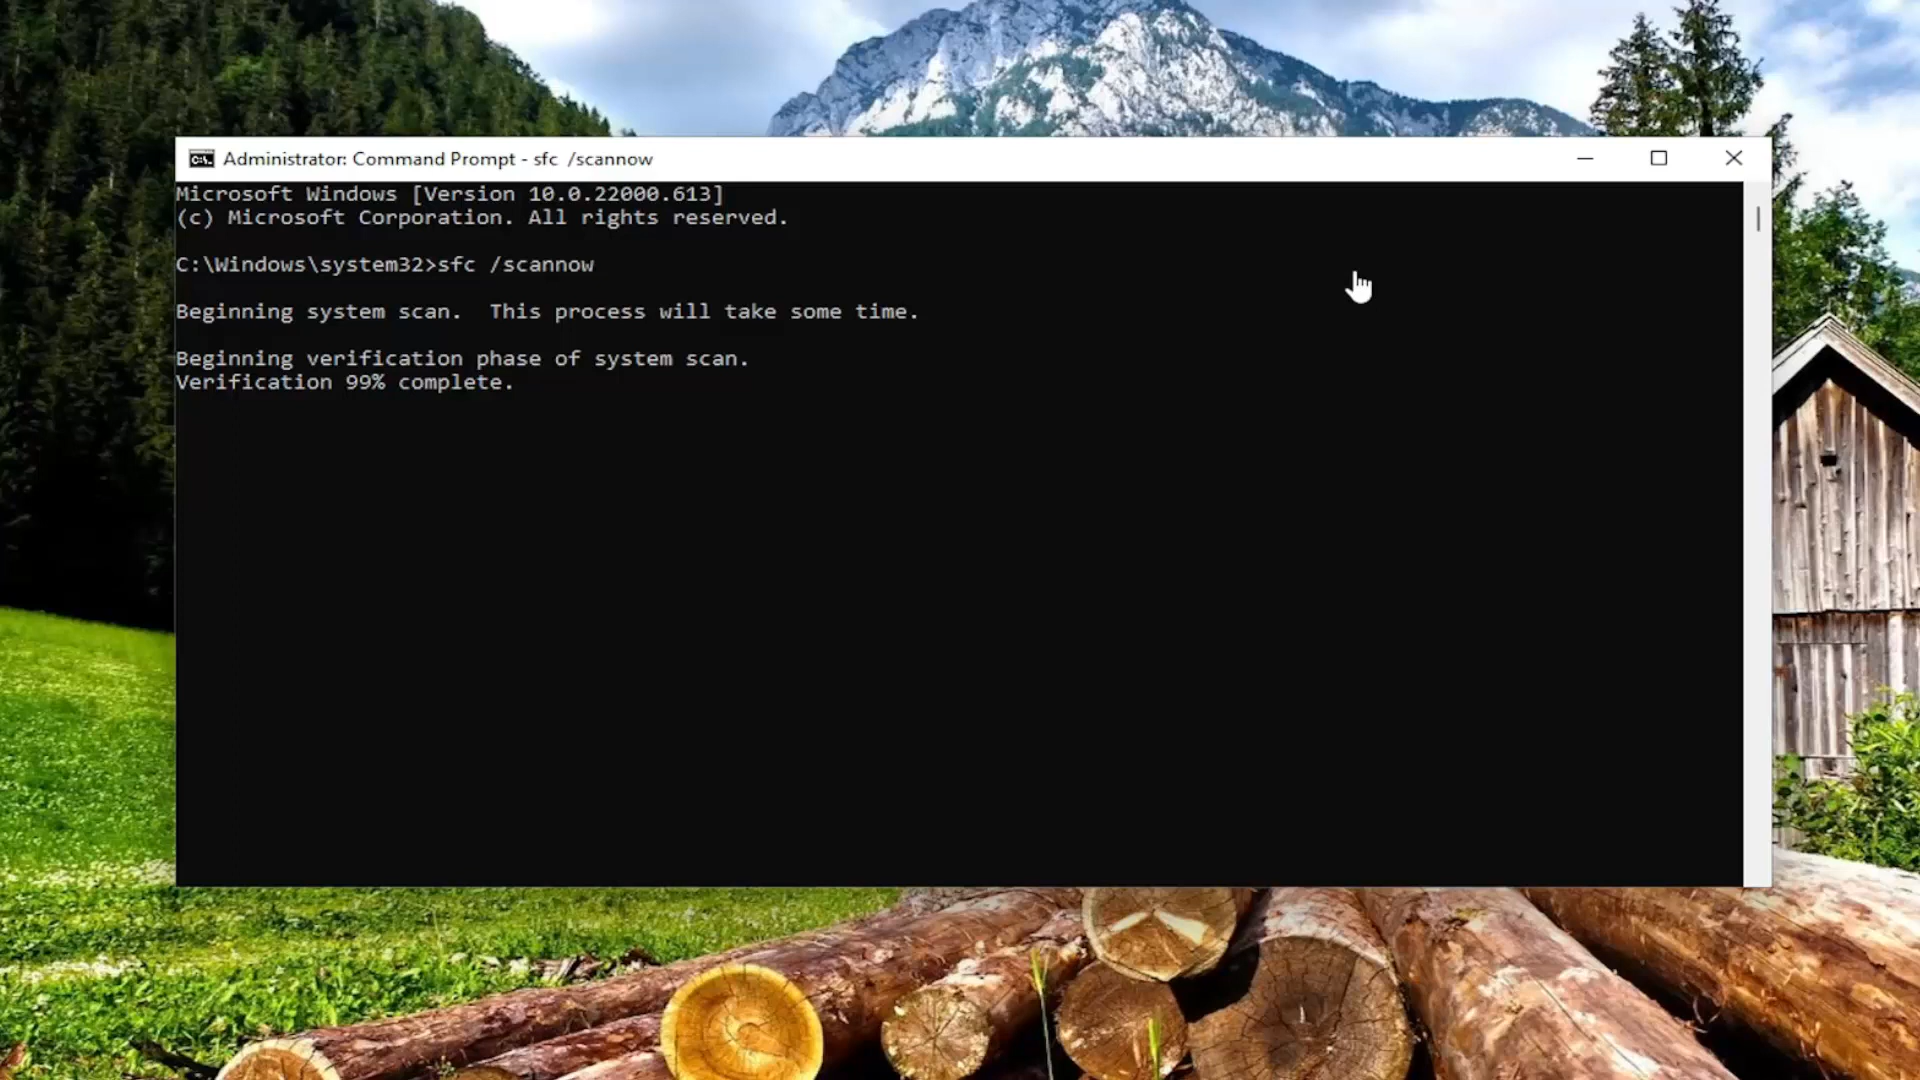 Administrator: Command Prompt - sfc  /scannow
Microsoft Windows [Version 10.0.22000.613]
(c) Microsoft Corporation. All rights reserved.
C:\Windows\system32>sfc /scannow
Beginning system scan.  This process will take some time.
Beginning verification phase of system scan.
Verification 99% complete.